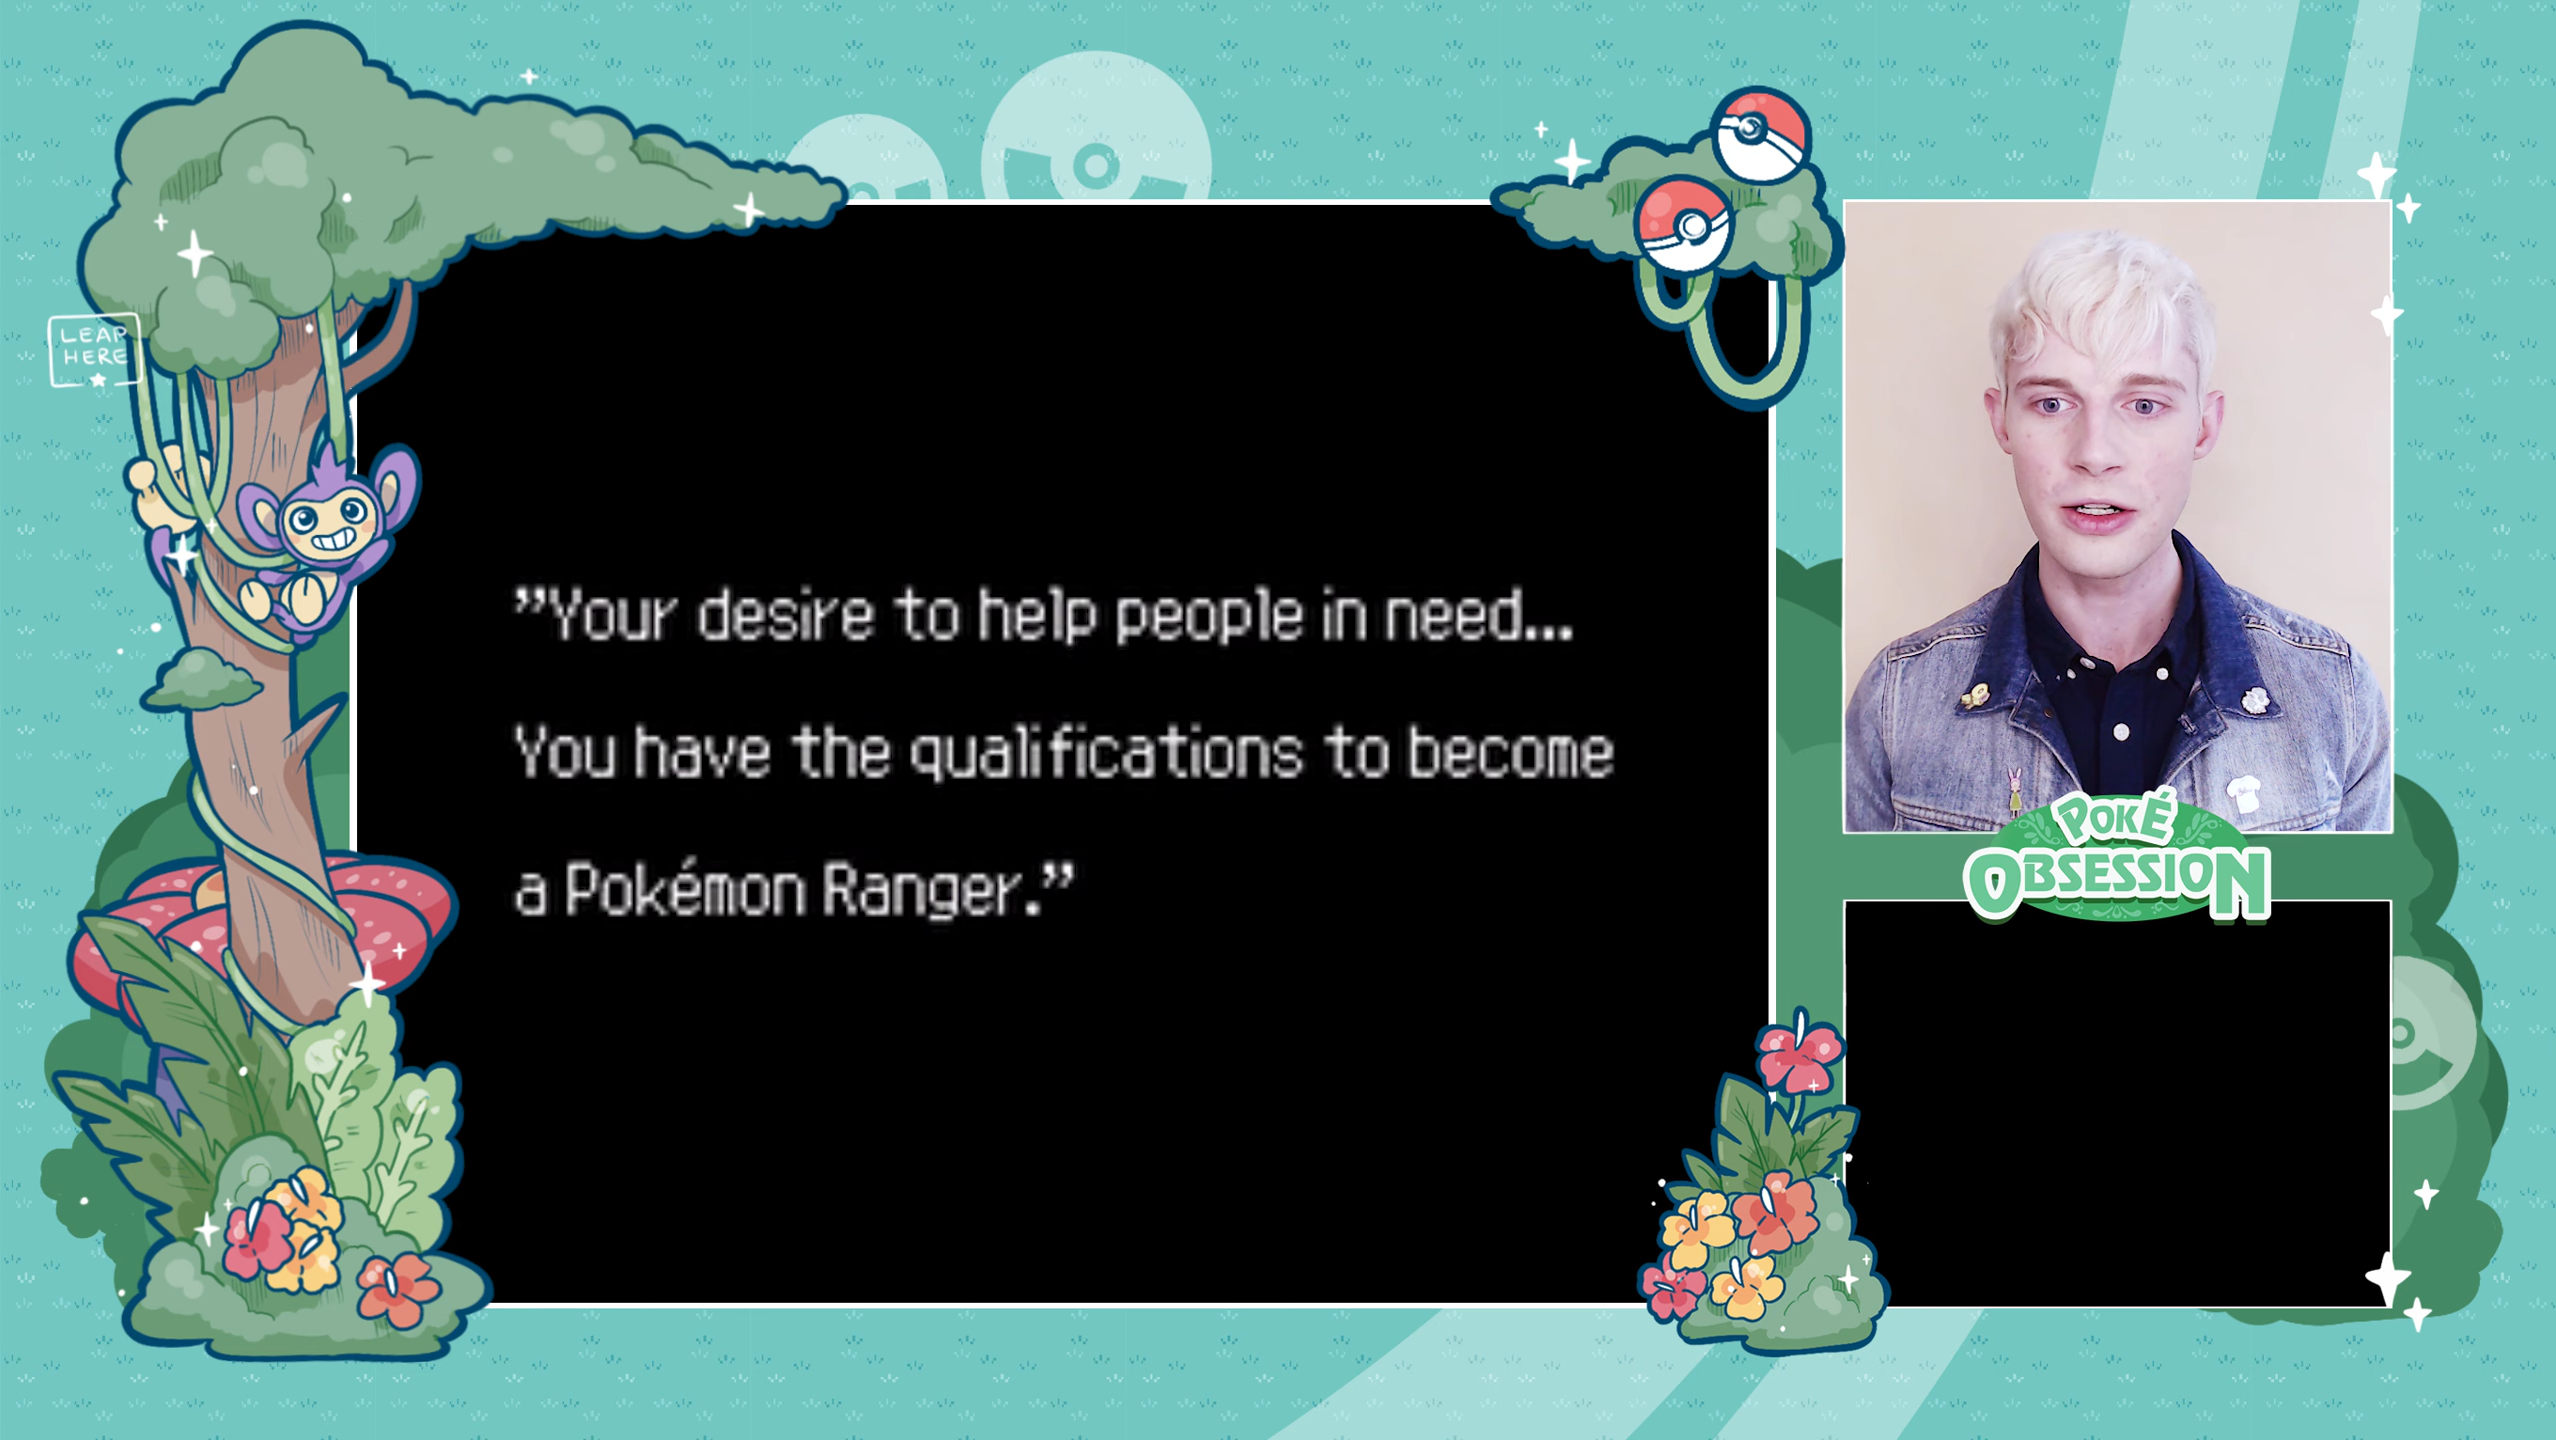 LEAP
HERE
”Your desire to help people in need...
You have the qualifications to become
a Pokémon Ranger.”
POKÉ
OBSESSION